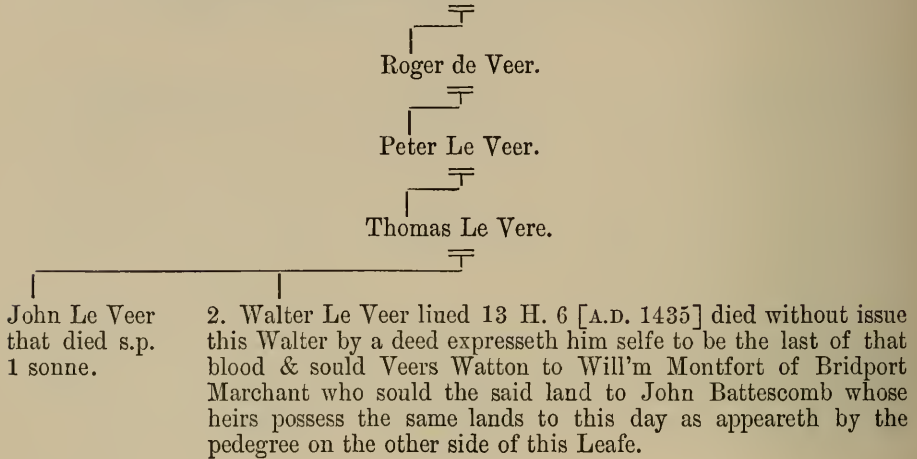 Roger de Veer.
Peter Le Veer.
Thomas Le Vere.
John Le Veer
that died s.p.
1 sonne.
2. Walter Le Veer liued 13 H. 6 [A.D. 1435] died without issue
this Walter by a deed expresseth him selfe to be the last of that
blood & sould Veers Watton to Will'm Montfort of Bridport
Marchant who sould the said land to John Battescomb whose
heirs possess the same lands to this day as appeareth by the
pedegree on the other side of this Leafe.